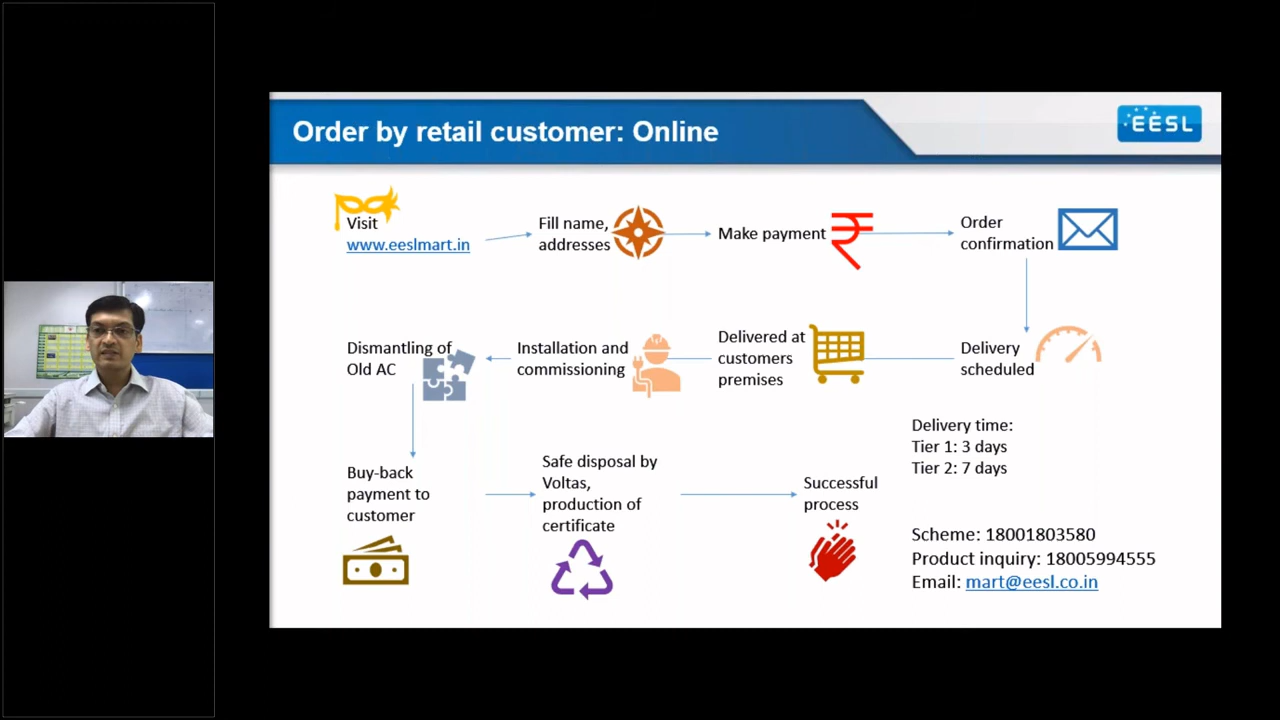 Order by retail customer: Online
EESL
Visit
www.eeslmart.in
Fill name,
addresses
Make payment
Order
confirmation
Dismantling of
Old AC
Installation and
commissioning
Delivered at
customers
premises
Delivery
scheduled
Delivery time:
Tier 1: 3 days
Tier 2: 7 days
Buy-back
payment to
customer
Safe disposal by
Voltas,
production of
certificate
Successful
process
Scheme: 18001803580
Product inquiry: 18005994555
Email: mart@eesl.co.in